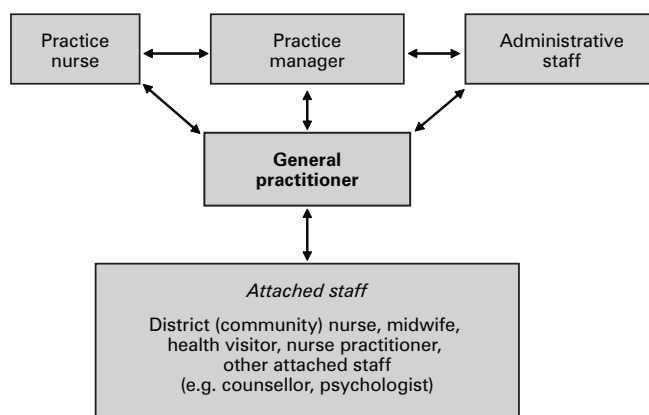 Practice
nurse
Practice
manager
Administrative
staff
General
practitioner
Attached staff
District (community) nurse, midwife,
health visitor, nurse practitioner,
other attached staff
(e.g. counsellor, psychologist)